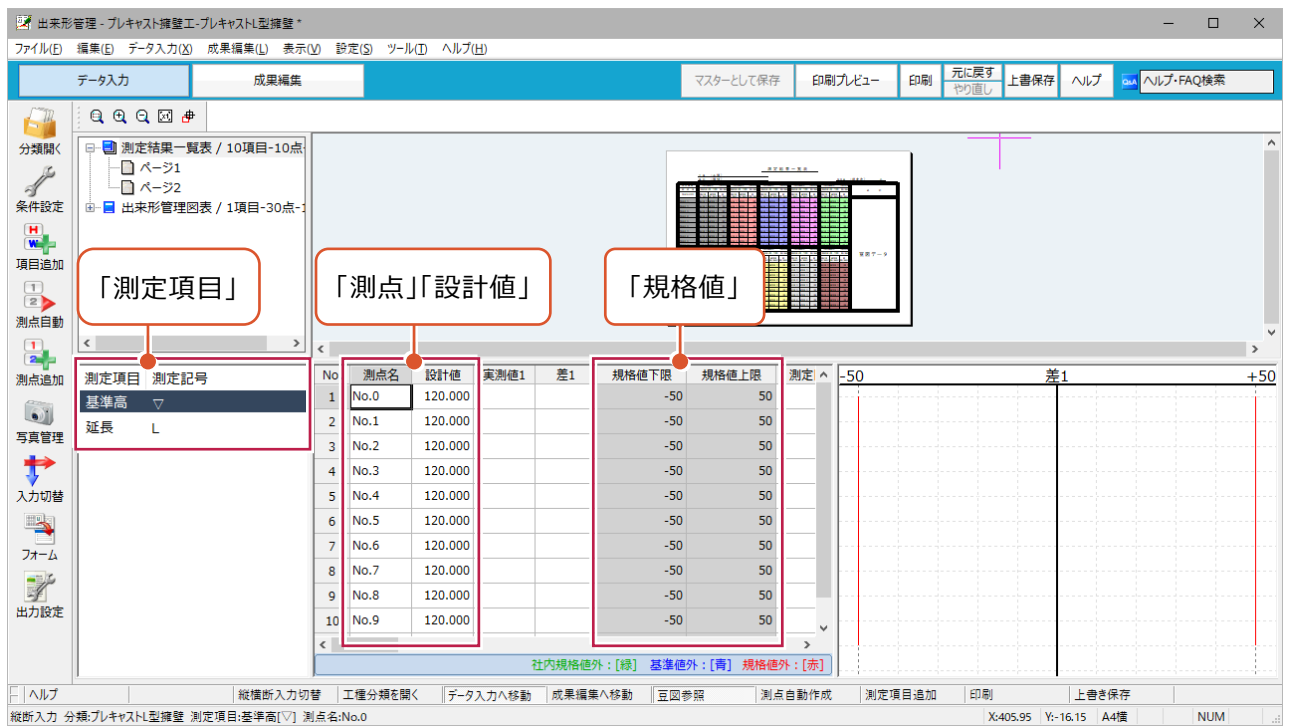 出来形管理 - プレキャスト擁壁工-プレキャストL型擁壁 *
ファイル(F) 編集(E) データ入力(X) 成果編集(L) 表示(V) 設定(S) ツール(T) ヘルプ(H)
データ入力 成果編集 マスターとして保存 印刷プレビュー 印刷 元に戻す やり直し 上書保存 ヘルプ Q&A ヘルプ・FAQ検索
分類開く
条件設定
H W 項目追加
1 2 測点自動
1 2 測点追加
写真管理
入力切替
フォーム
出力設定
測定結果一覧表 / 10項目-10点
ページ1
ページ2
出来形管理図表 / 1項目-30点-1
測定結果一覧表
豆図データ
「測定項目」 「測点」「設計値」 「規格値」
測定項目 測定記号
基準高 ▽
延長 L
No 測点名 設計値 実測値1 差1 規格値下限 規格値上限 測定
1 No.0 120.000 -50 50
2 No.1 120.000 -50 50
3 No.2 120.000 -50 50
4 No.3 120.000 -50 50
5 No.4 120.000 -50 50
6 No.5 120.000 -50 50
7 No.6 120.000 -50 50
8 No.7 120.000 -50 50
9 No.8 120.000 -50 50
10 No.9 120.000 -50 50
-50 差1 +50
社内規格値外：[緑] 基準値外：[青] 規格値外：[赤]
ヘルプ 縦横断入力切替 工種分類を開く データ入力へ移動 成果編集へ移動 豆図参照 測点自動作成 測定項目追加 印刷 上書き保存
縦断入力 分類:プレキャストL型擁壁 測定項目:基準高[▽] 測点名:No.0 X:405.95 Y:-16.15 A4横 NUM